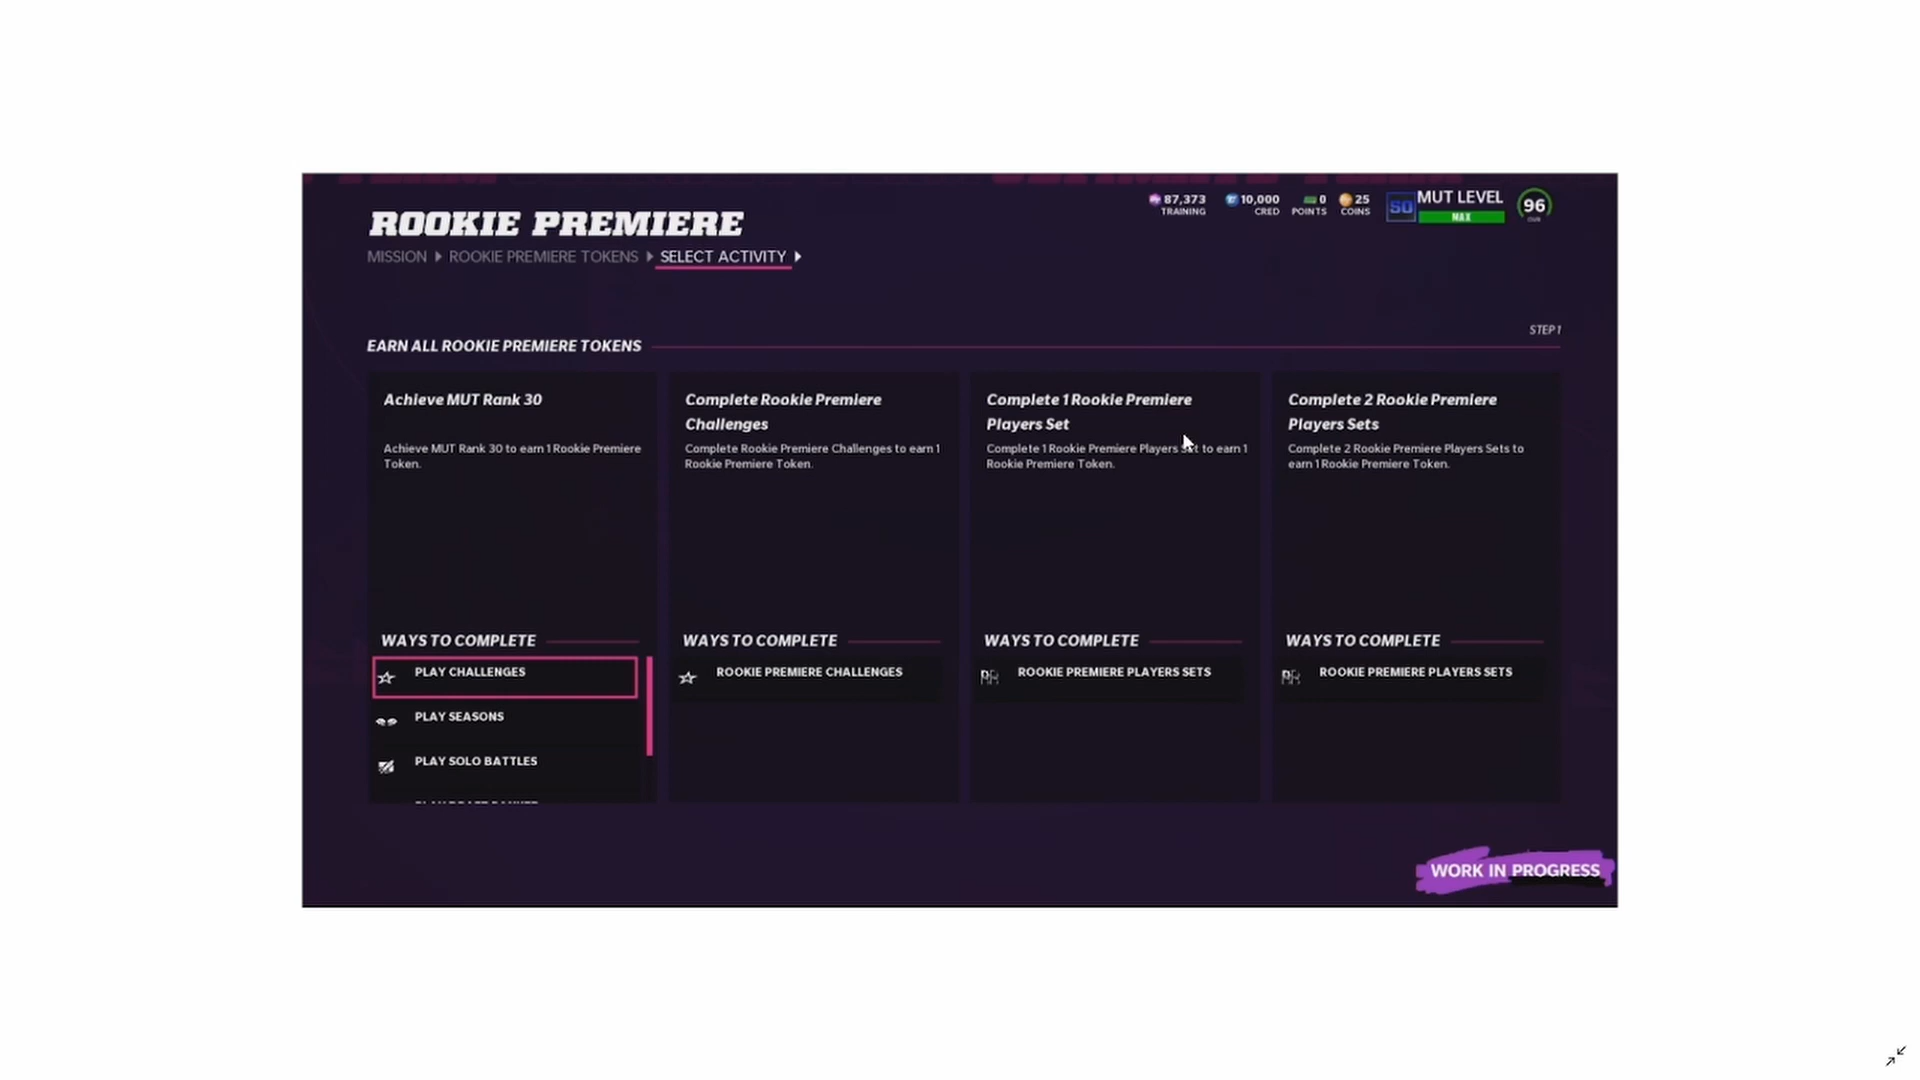 ROOKIE PREMIERE
87,373
TRAINING
10,000
CRED
0
POINTS
25
COINS
50
MUT LEVEL
MAX
96
OVR
MISSION ROOKIE PREMIERE TOKENS SELECT ACTIVITY
STEP 1
EARN ALL ROOKIE PREMIERE TOKENS
Achieve MUT Rank 30
Achieve MUT Rank 30 to earn 1 Rookie Premiere
Token.
WAYS TO COMPLETE
PLAY CHALLENGES
PLAY SEASONS
PLAY SOLO BATTLES
Complete Rookie Premiere
Challenges
Complete Rookie Premiere Challenges to earn 1
Rookie Premiere Token.
WAYS TO COMPLETE
ROOKIE PREMIERE CHALLENGES
Complete 1 Rookie Premiere
Players Set
Complete 1 Rookie Premiere Players Set to earn 1
Rookie Premiere Token.
WAYS TO COMPLETE
ROOKIE PREMIERE PLAYERS SETS
Complete 2 Rookie Premiere
Players Sets
Complete 2 Rookie Premiere Players Sets to
earn 1 Rookie Premiere Token.
WAYS TO COMPLETE
ROOKIE PREMIERE PLAYERS SETS
WORK IN PROGRESS